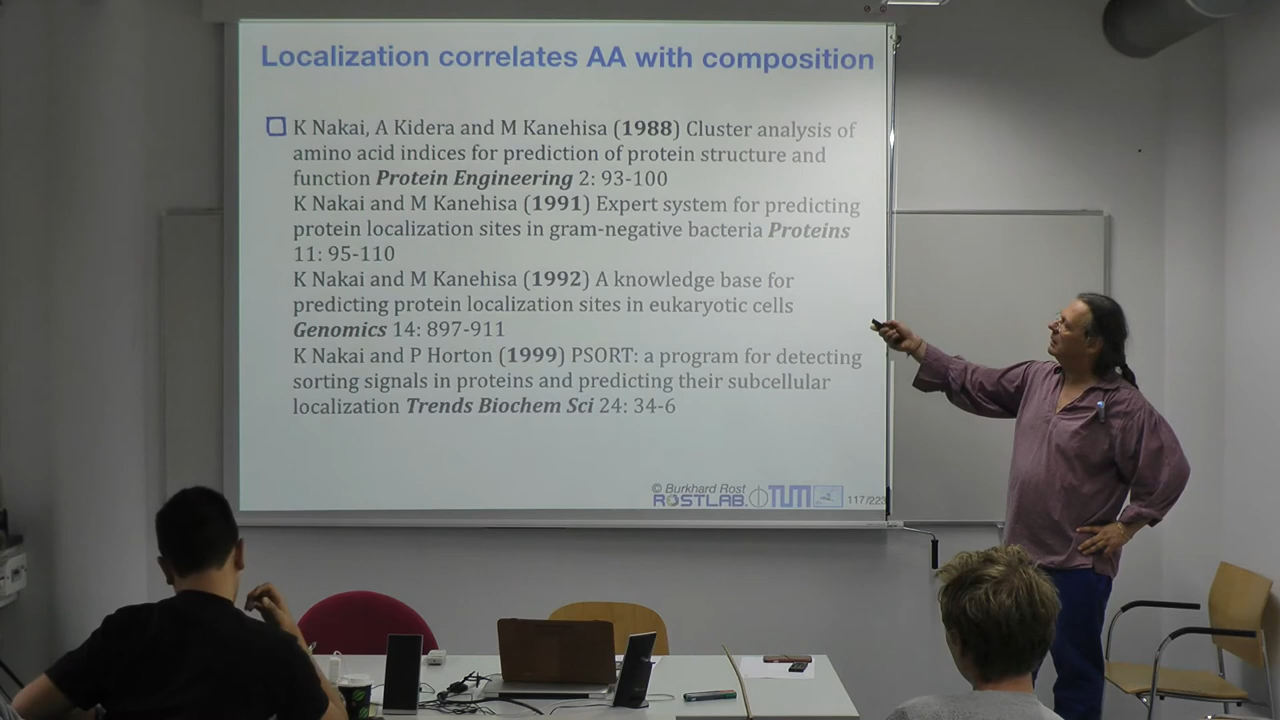 Localization correlates AA with composition
K Nakai, A Kidera and M Kanehisa (1988) Cluster analysis of
amino acid indices for prediction of protein structure and
function Protein Engineering 2: 93-100
K Nakai and M Kanehisa (1991) Expert system for predicting
protein localization sites in gram-negative bacteria Proteins
11: 95-110
K Nakai and M Kanehisa (1992) A knowledge base for
predicting protein localization sites in eukaryotic cells
Genomics 14: 897-911
K Nakai and P Horton (1999) PSORT: a program for detecting
sorting signals in proteins and predicting their subcellular
localization Trends Biochem Sci 24: 34-6
© Burkhard Rost
ROSTLAB. TUM
117/223